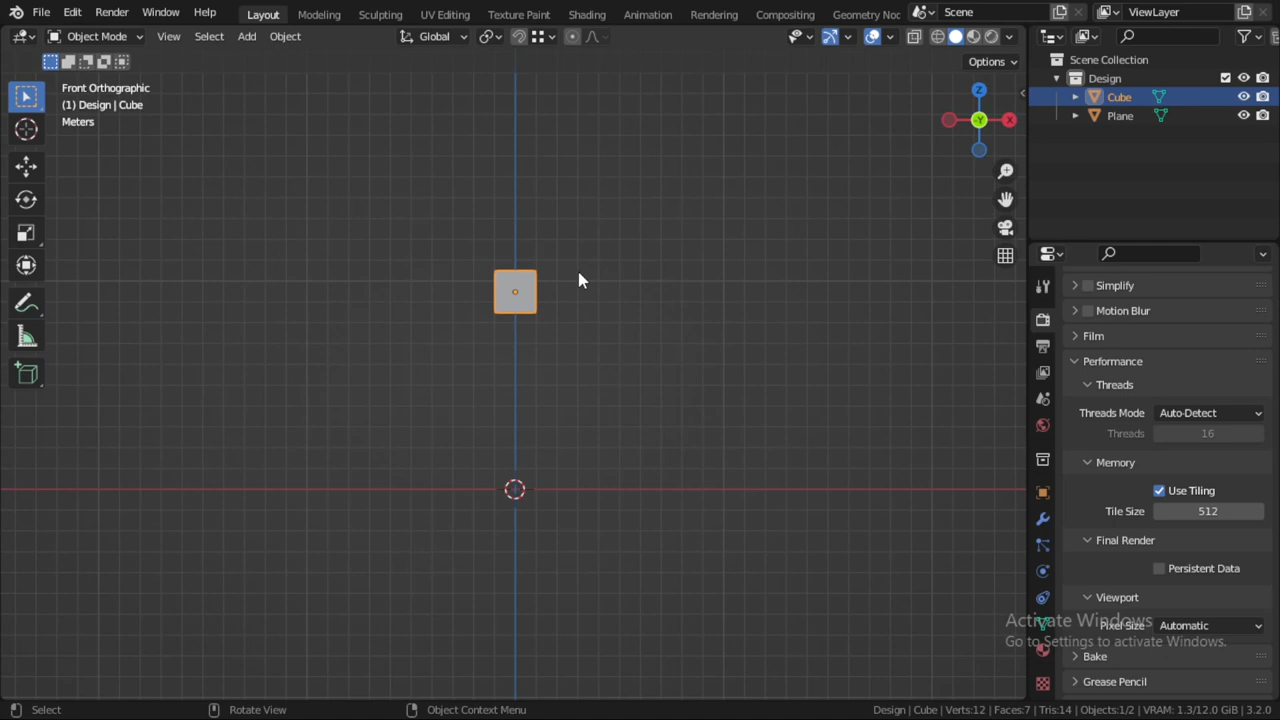 File Edit Render Window Help Layout Modeling Sculpting UV Editing Texture Paint Shading Animation Rendering Compositing Geometry Noc Scene ViewLayer
Object Mode View Select Add Object Global
Options
Front Orthographic
(1) Design | Cube
Meters
Z
-Y
X
Scene Collection
Design
Cube
Plane
Simplify
Motion Blur
Film
Performance
Threads
Threads Mode Auto-Detect
Threads 16
Memory
Use Tiling
Tile Size 512
Final Render
Persistent Data
Viewport
Pixel Size Automatic
Activate Windows
Go to Settings to activate Windows.
Bake
Grease Pencil
Select Rotate View Object Context Menu Design | Cube | Verts:12 | Faces:7 | Tris:14 | Objects:1/2 | VRAM: 1.3/12.0 GiB | 3.2.0